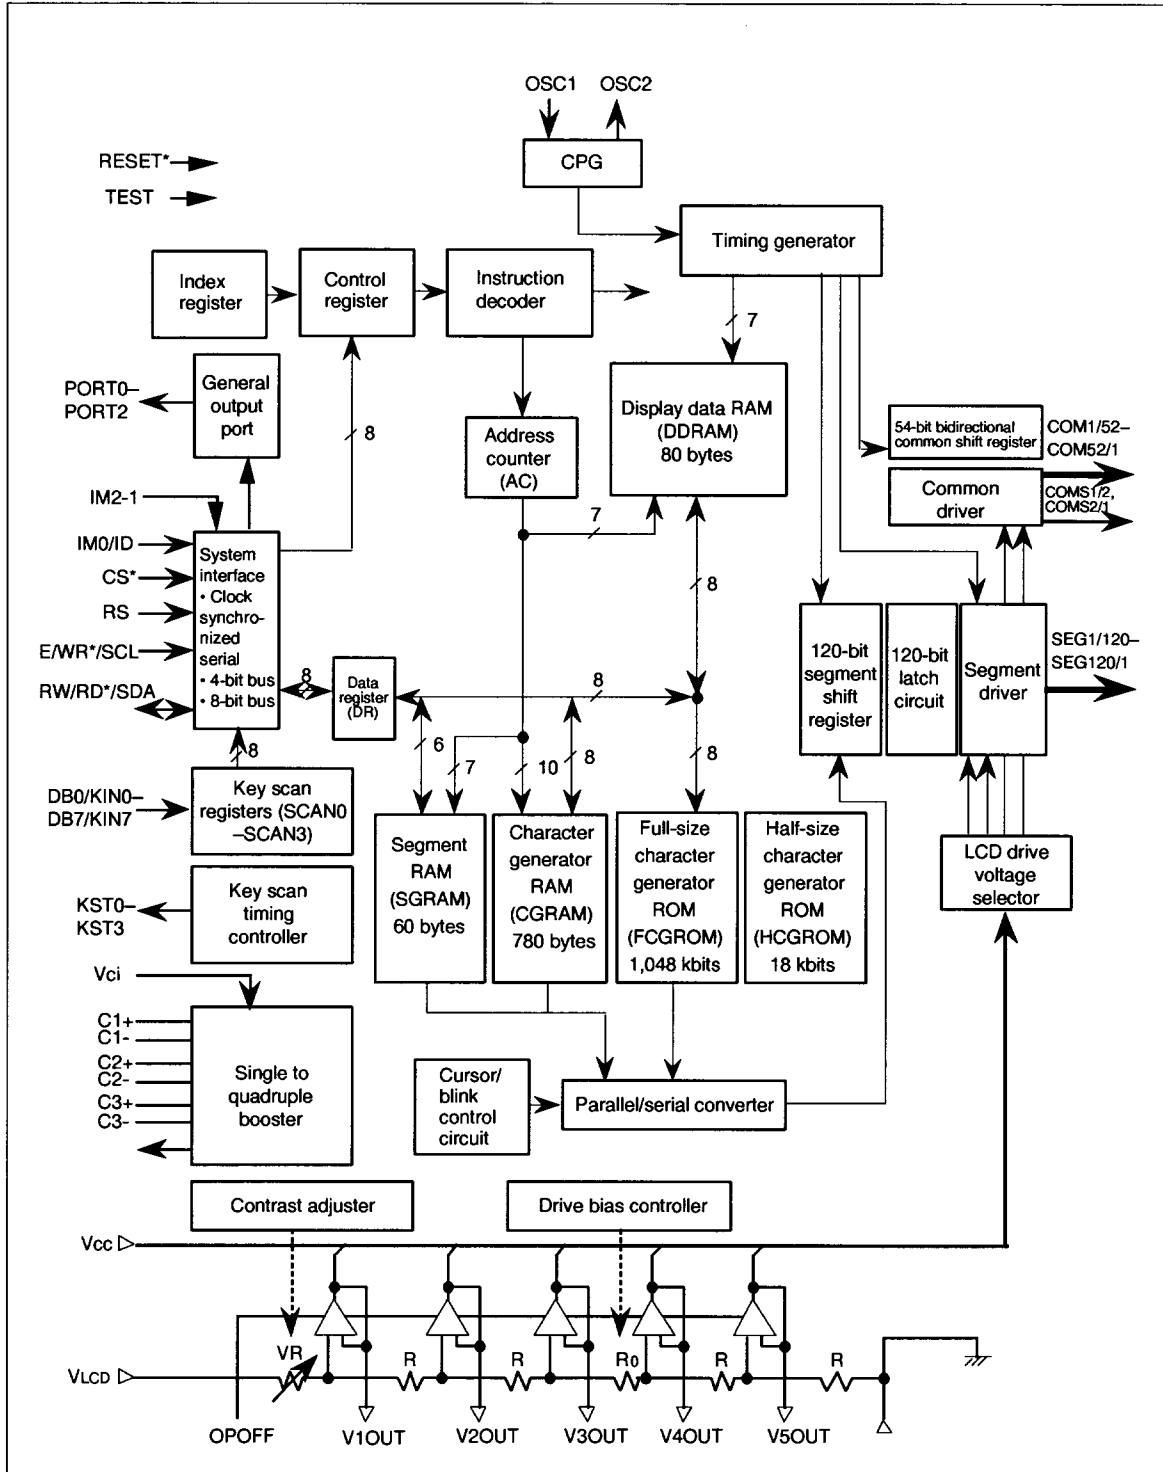 OSC1 OSC2
CPG
RESET*
TEST
Timing generator
Index
register
Control
register
Instruction
decoder
7
PORT0–
PORT2
General
output
port
8
Address
counter
(AC)
Display data RAM
(DDRAM)
80 bytes
54-bit bidirectional
common shift register
COM1/52–
COM52/1
Common
driver
COMS1/2,
COMS2/1
IM2-1
IM0/ID
CS*
RS
E/WR*/SCL
RW/RD*/SDA
System
interface
• Clock
synchro-
nized
serial
• 4-bit bus
• 8-bit bus
7
8
8
Data
register
(DR)
8
120-bit
segment
shift
register
120-bit
latch
circuit
Segment
driver
SEG1/120–
SEG120/1
8
6
7
10
8
8
DB0/KIN0–
DB7/KIN7
Key scan
registers (SCAN0
–SCAN3)
KST0–
KST3
Key scan
timing
controller
Segment
RAM
(SGRAM)
60 bytes
Character
generator
RAM
(CGRAM)
780 bytes
Full-size
character
generator
ROM
(FCGROM)
1,048 kbits
Half-size
character
generator
ROM
(HCGROM)
18 kbits
LCD drive
voltage
selector
Vci
C1+
C1-
C2+
C2-
C3+
C3-
Single to
quadruple
booster
Cursor/
blink
control
circuit
Parallel/serial converter
Contrast adjuster
Drive bias controller
Vcc
VR R R R0 R R
VLCD
OPOFF V1OUT V2OUT V3OUT V4OUT V5OUT